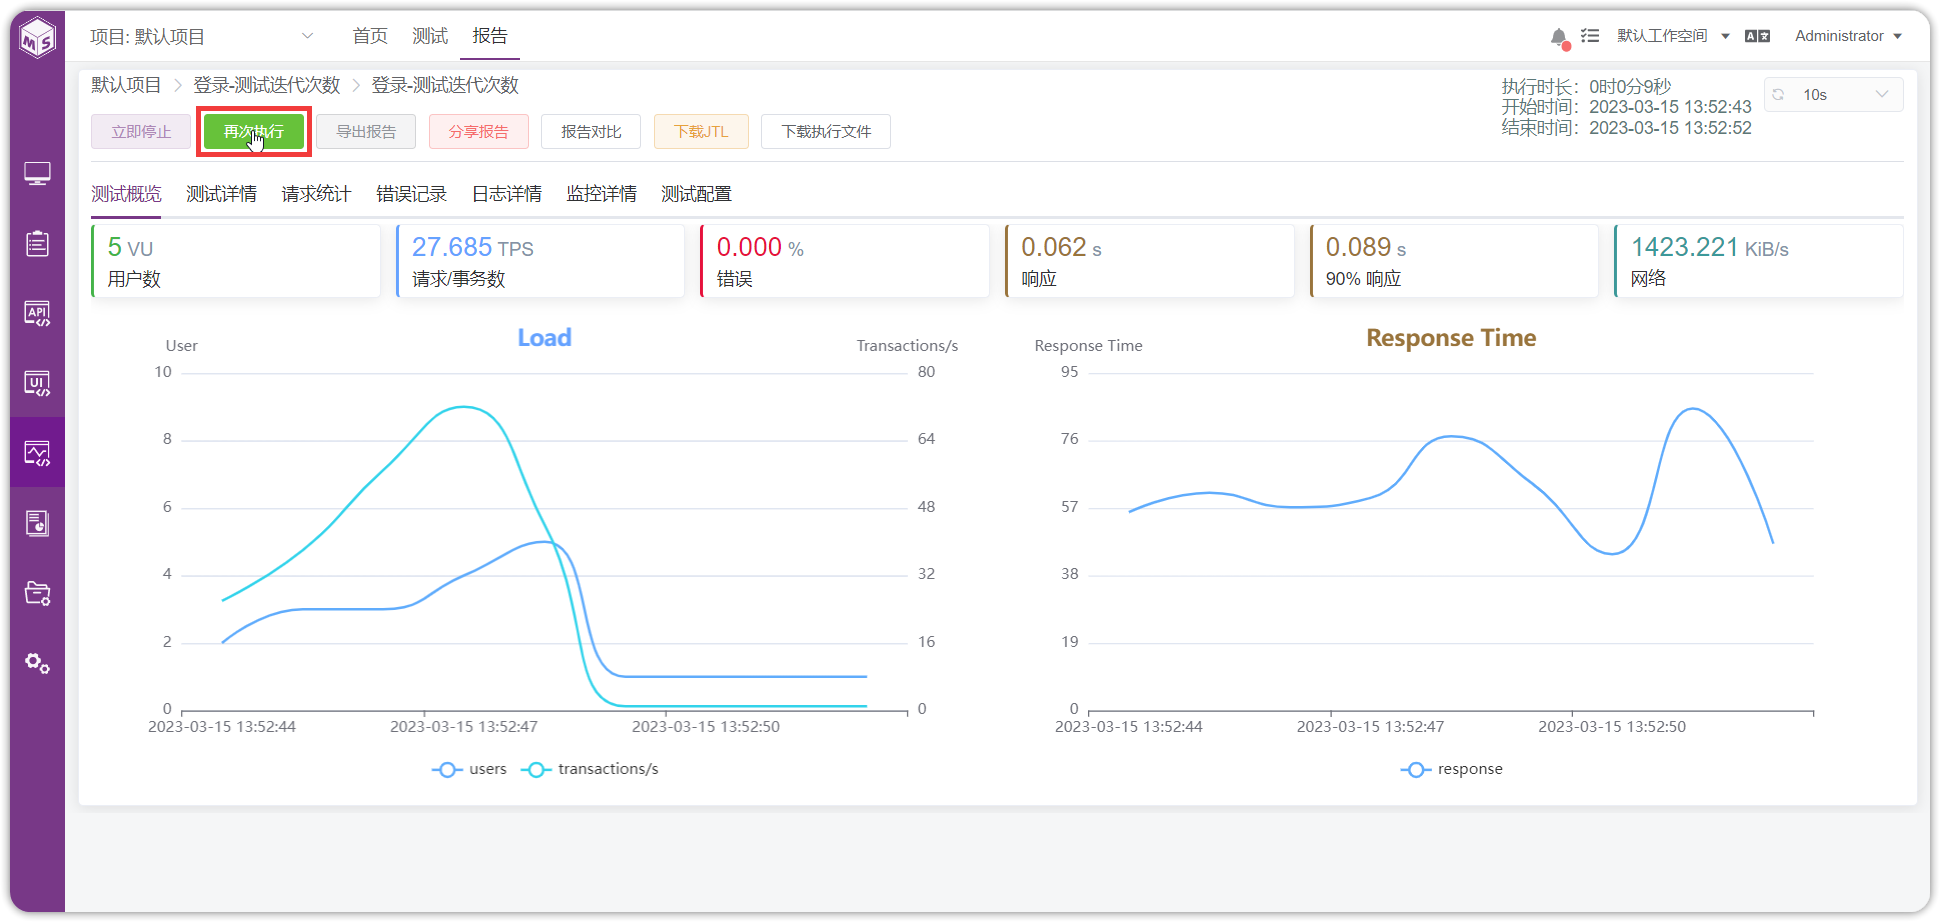 项目: 默认项目
首页
测试
报告
默认工作空间
Administrator
默认项目
登录-测试迭代次数
登录-测试迭代次数
执行时长: 0时0分9秒
开始时间: 2023-03-15 13:52:43
结束时间: 2023-03-15 13:52:52
10s
立即停止
再次执行
导出报告
分享报告
报告对比
下载JTL
下载执行文件
测试概览
测试详情
请求统计
错误记录
日志详情
监控详情
测试配置
5 VU
用户数
27.685 TPS
请求/事务数
0.000 %
错误
0.062 s
响应
0.089 s
90% 响应
1423.221 KiB/s
网络
MS
API
UI
Load
User
Transactions/s
10
8
6
4
2
0
80
64
48
32
16
0
2023-03-15 13:52:44
2023-03-15 13:52:47
2023-03-15 13:52:50
users
transactions/s
Response Time
Response Time
95
76
57
38
19
0
2023-03-15 13:52:44
2023-03-15 13:52:47
2023-03-15 13:52:50
response